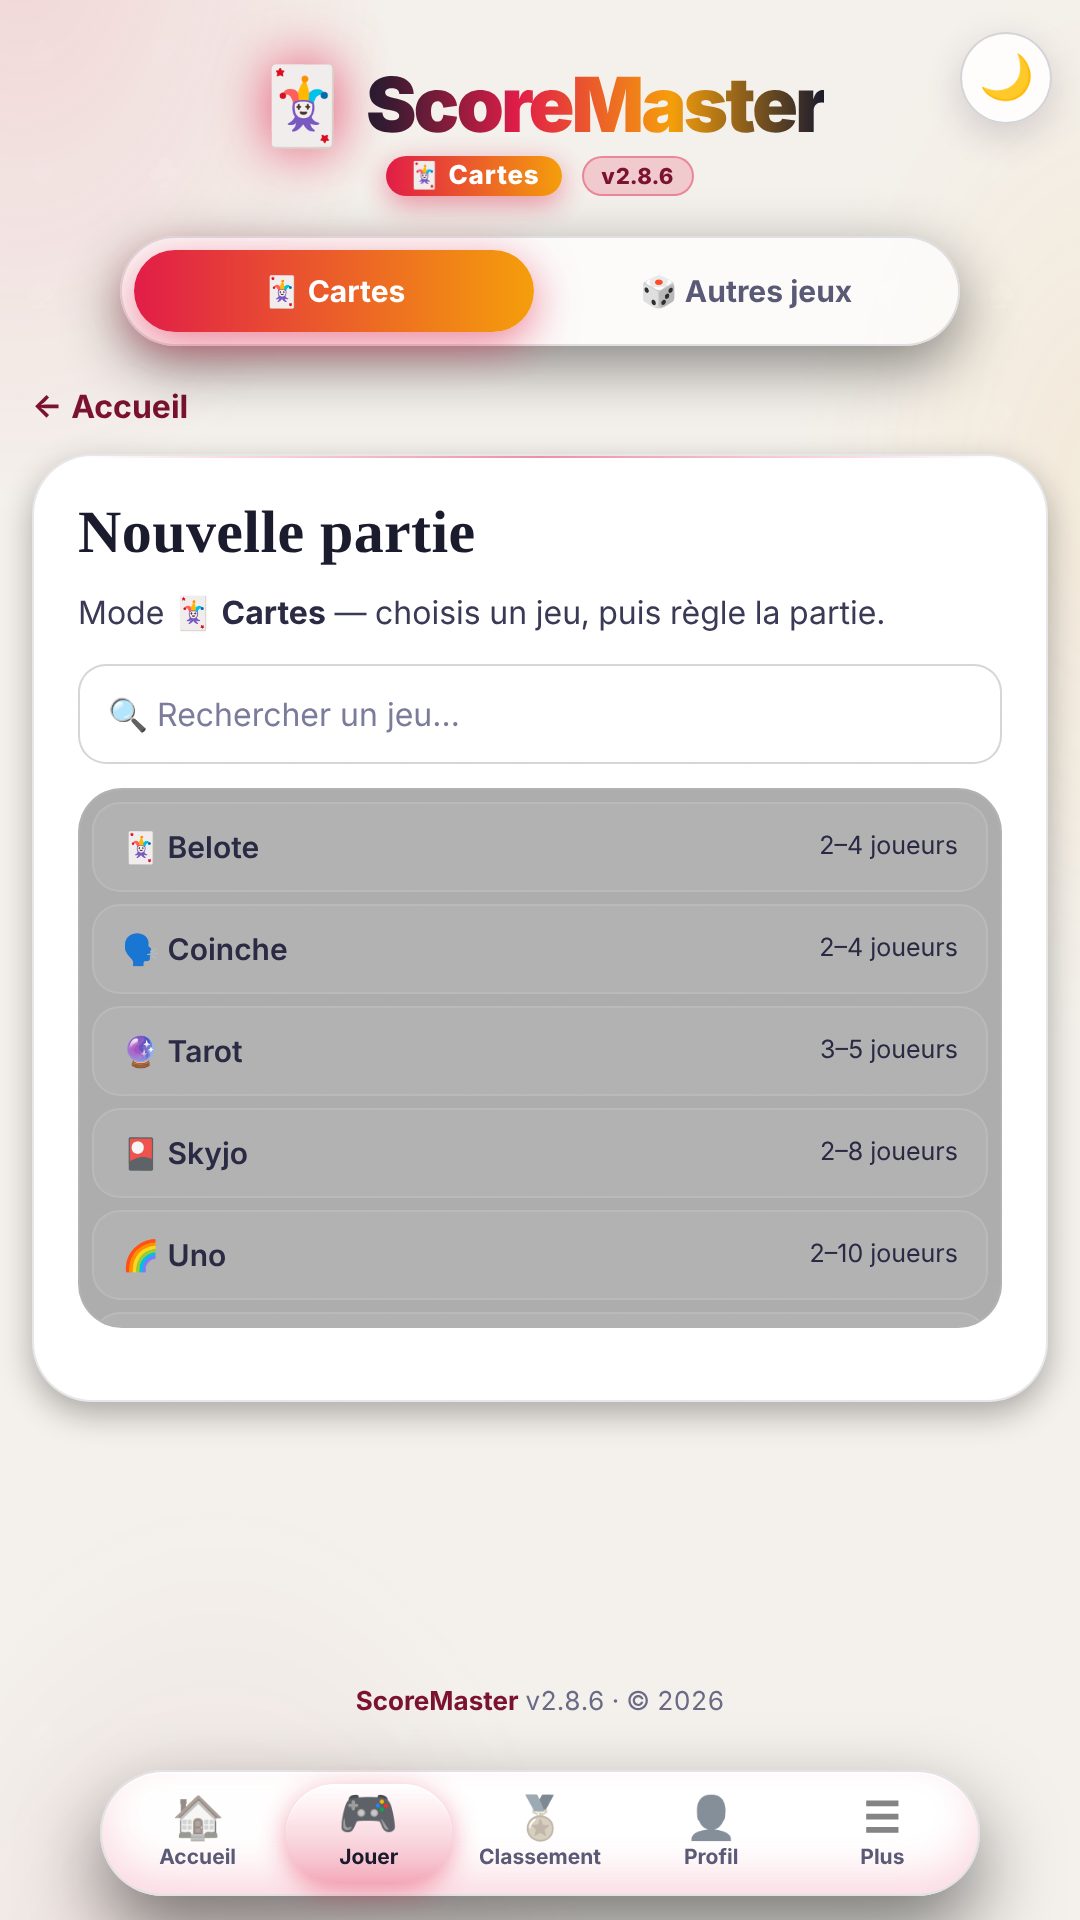 ScoreMaster
Cartes
v2.8.6
Cartes
Autres jeux
← Accueil
Nouvelle partie
Mode Cartes — choisis un jeu, puis règle la partie.
Rechercher un jeu...
Belote 2–4 joueurs
Coinche 2–4 joueurs
Tarot 3–5 joueurs
Skyjo 2–8 joueurs
Uno 2–10 joueurs
ScoreMaster v2.8.6 · © 2026
Accueil
Jouer
Classement
Profil
Plus